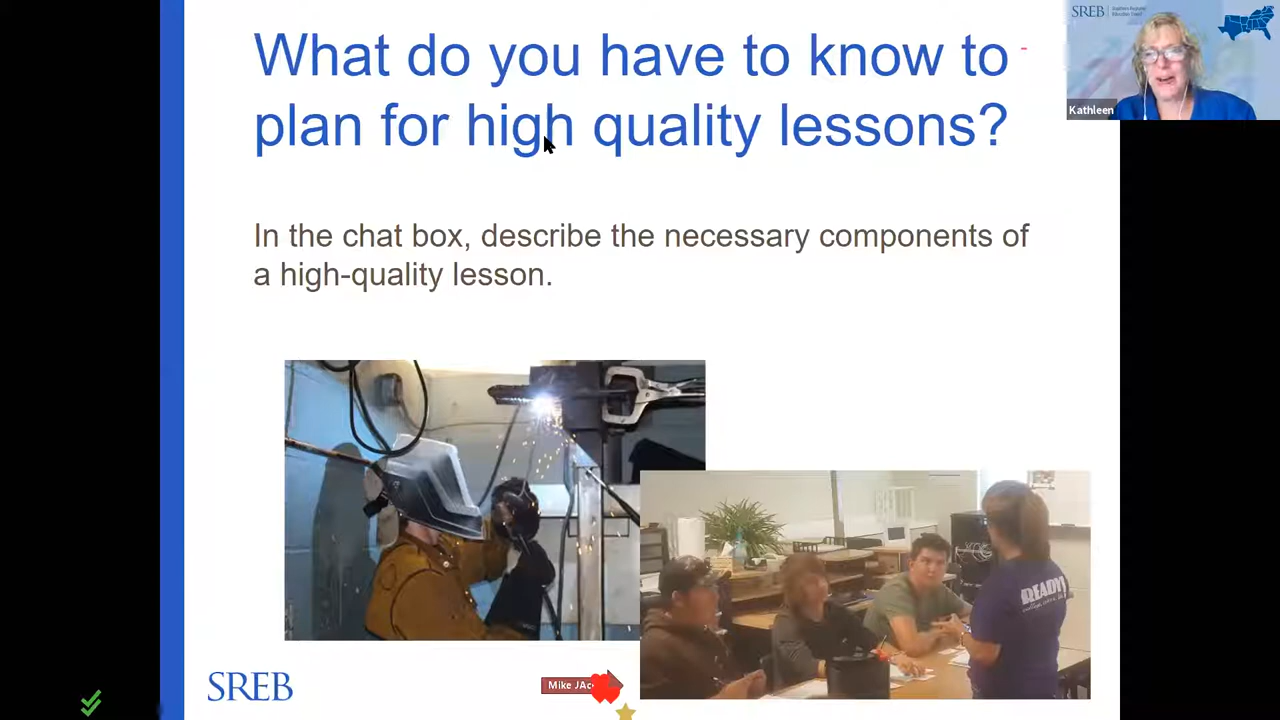 What do you have to know to
plan for high quality lessons?
In the chat box, describe the necessary components of
a high-quality lesson.
SREB
Kathleen
READY!
SREB
Mike